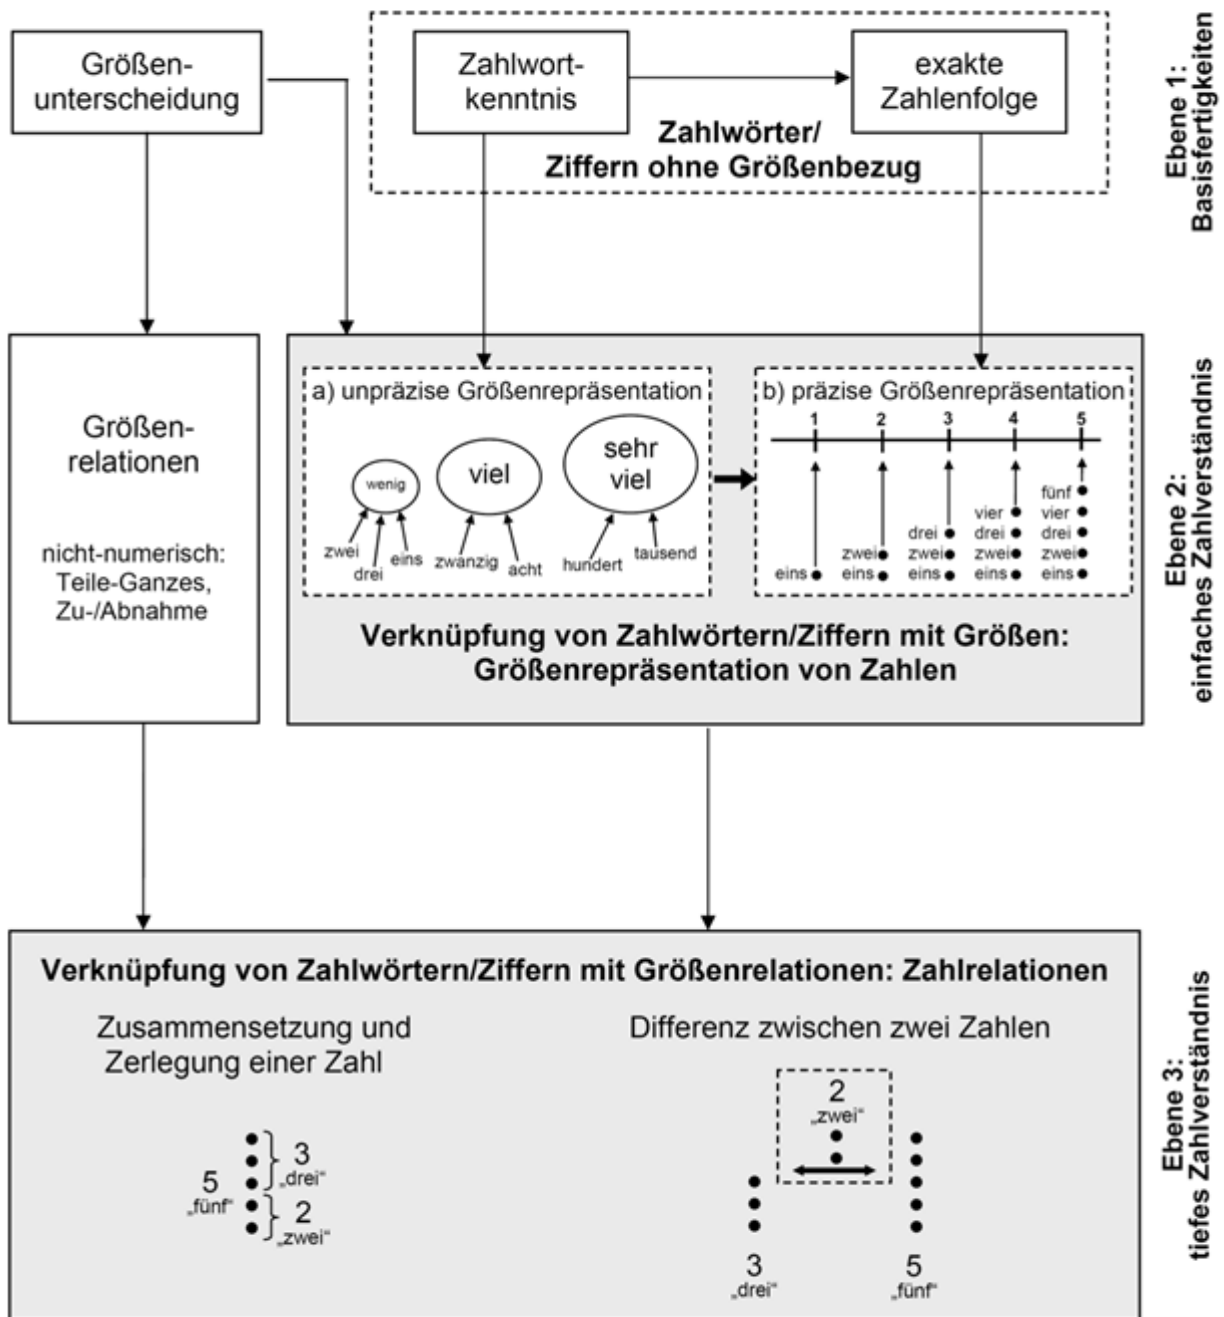 Größen-
unterscheidung
Zahlwort-
kenntnis
exakte
Zahlenfolge
Zahlwörter/
Ziffern ohne Größenbezug
Ebene 1:
Basisfertigkeiten
Größen-
relationen
nicht-numerisch:
Teile-Ganzes,
Zu-/Abnahme
a) unpräzise Größenrepräsentation
wenig
viel
sehr
viel
zwei
drei
eins
zwanzig
acht
hundert
tausend
b) präzise Größenrepräsentation
1 2 3 4 5
fünf
vier vier
drei drei drei
zwei zwei zwei zwei
eins eins eins eins eins
Verknüpfung von Zahlwörtern/Ziffern mit Größen:
Größenrepräsentation von Zahlen
Ebene 2:
einfaches Zahlverständnis
Verknüpfung von Zahlwörtern/Ziffern mit Größenrelationen: Zahlrelationen
Zusammensetzung und
Zerlegung einer Zahl
5
„fünf“
3
„drei“
2
„zwei“
Differenz zwischen zwei Zahlen
2
„zwei“
3
„drei“
5
„fünf“
Ebene 3:
tiefes Zahlverständnis